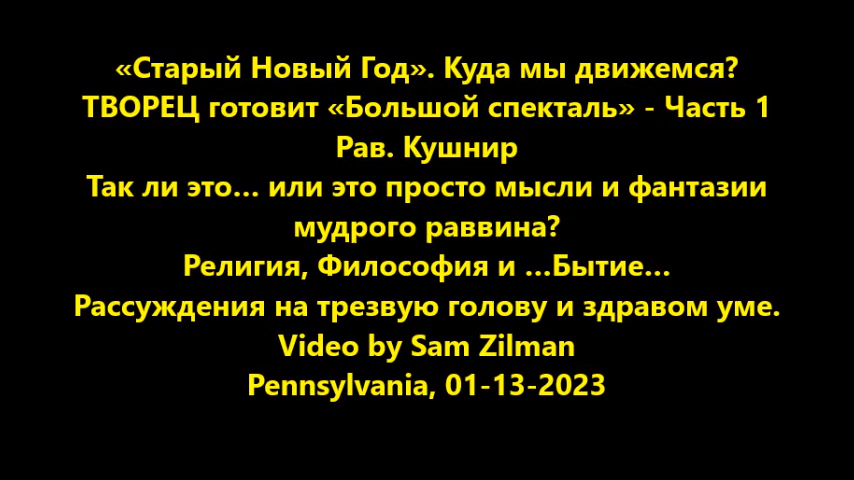 «Старый Новый Год». Куда мы движемся?
ТВОРЕЦ готовит «Большой спекталь» - Часть 1
Рав. Кушнир
Так ли это... или это просто мысли и фантазии
мудрого раввина?
Религия, Философия и ...Бытие...
Рассуждения на трезвую голову и здравом уме.
Video by Sam Zilman
Pennsylvania, 01-13-2023